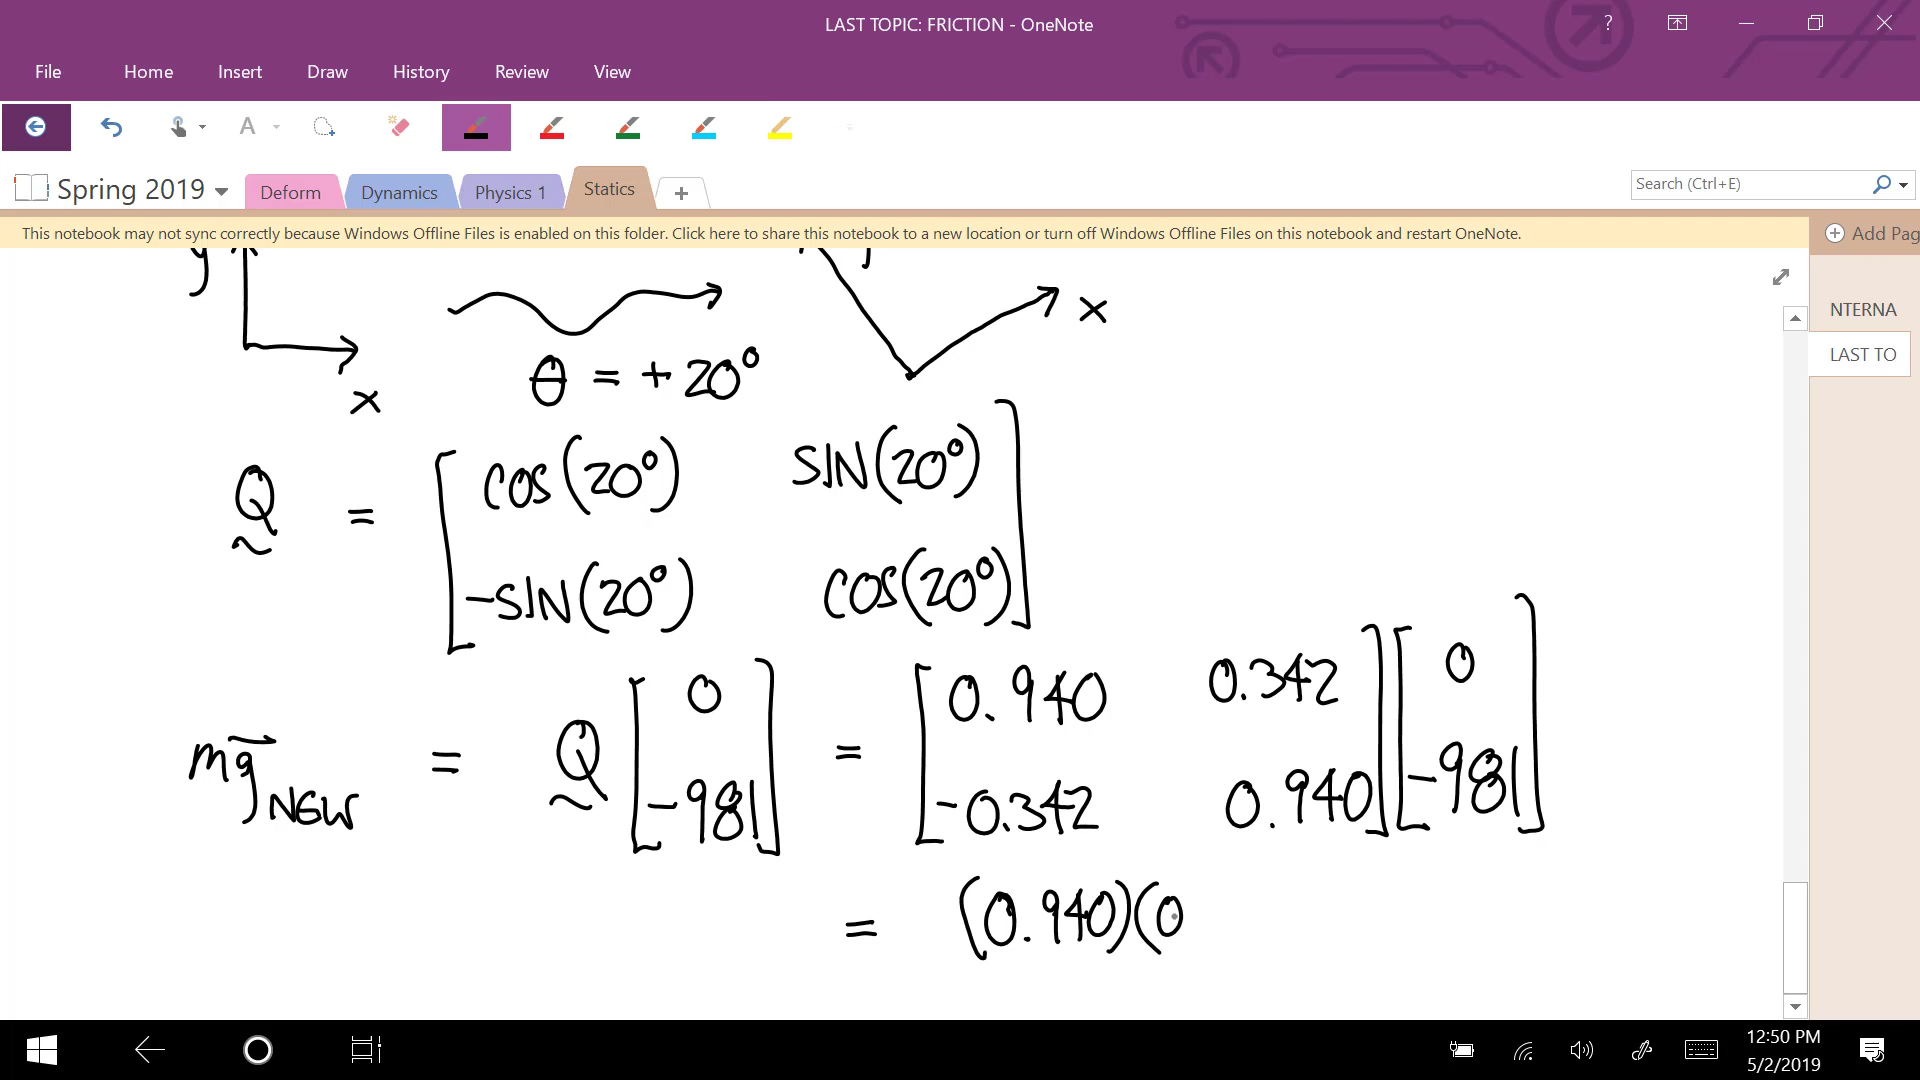 LAST TOPIC: FRICTION - OneNote
?
File Home Insert Draw History Review View
A
Spring 2019 Deform Dynamics Physics 1 Statics + Search (Ctrl+E)
This notebook may not sync correctly because Windows Offline Files is enabled on this folder. Click here to share this notebook to a new location or turn off Windows Offline Files on this notebook and restart OneNote.
Add Pag
NTERNA
LAST TO
y
x
θ = + 20°
x
Q = [ COS(20°) SIN(20°)
-SIN(20°) COS(20°) ]
mg NEW = Q [ 0 -981 ] = [ 0.940 0.342 -0.342 0.940 ] [ 0 -981 ]
= (0.940)(0
12:50 PM
5/2/2019